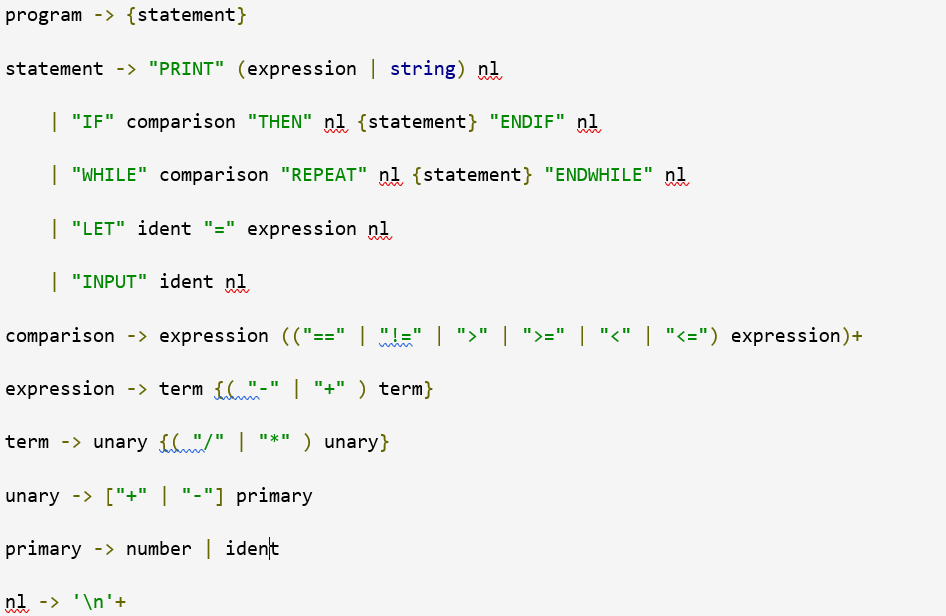 program -> {statement}
statement -> "PRINT" (expression | string) nl
| "IF" comparison "THEN" nl {statement} "ENDIF" nl
| "WHILE" comparison "REPEAT" nl {statement} "ENDWHILE" nl
| "LET" ident "=" expression nl
| "INPUT" ident nl
comparison -> expression (("==" | "!=" | ">" | ">=" | "<" | "<=") expression)+
expression -> term {( "-" | "+" ) term}
term -> unary {( "/" | "*" ) unary}
unary -> ["+" | "-"] primary
primary -> number | ident
nl -> '\n'+